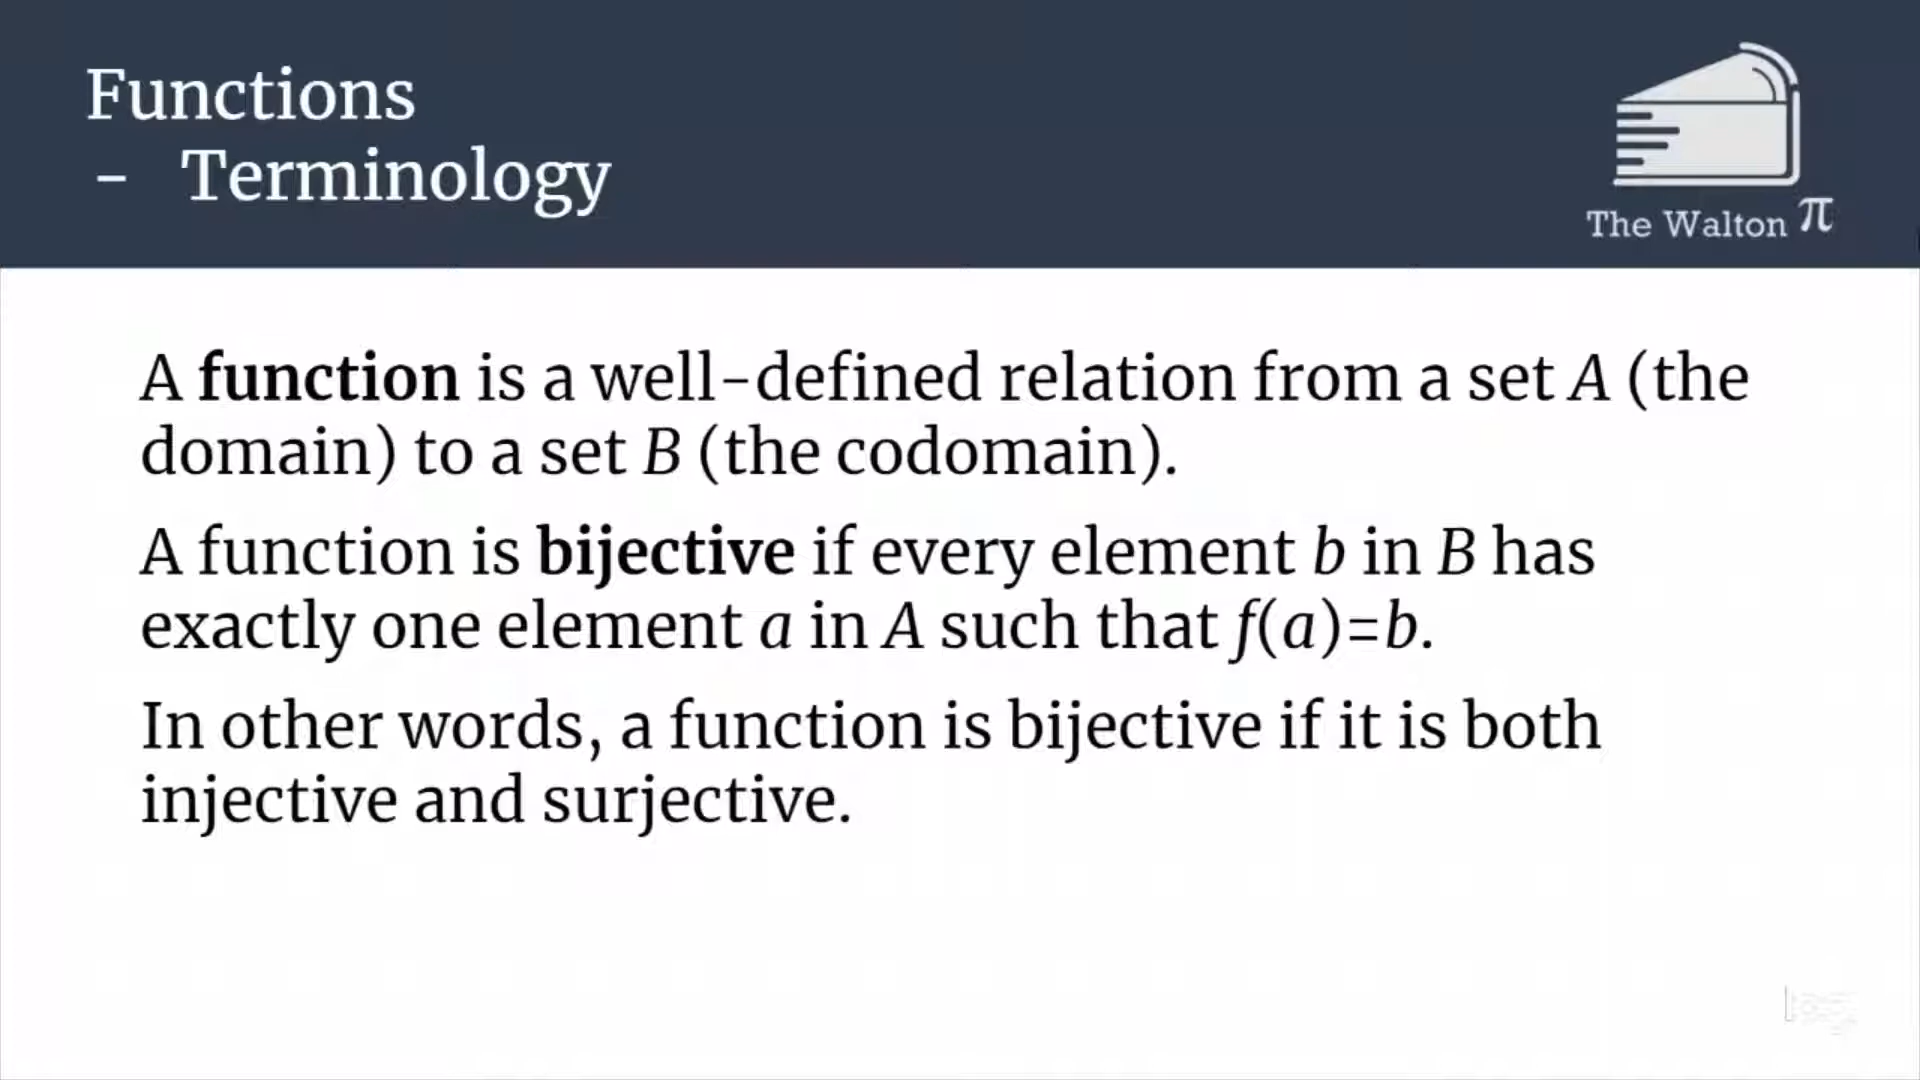 Functions
- Terminology
The Walton π
A function is a well-defined relation from a set A (the
domain) to a set B (the codomain).
A function is bijective if every element b in B has
exactly one element a in A such that f(a)=b.
In other words, a function is bijective if it is both
injective and surjective.